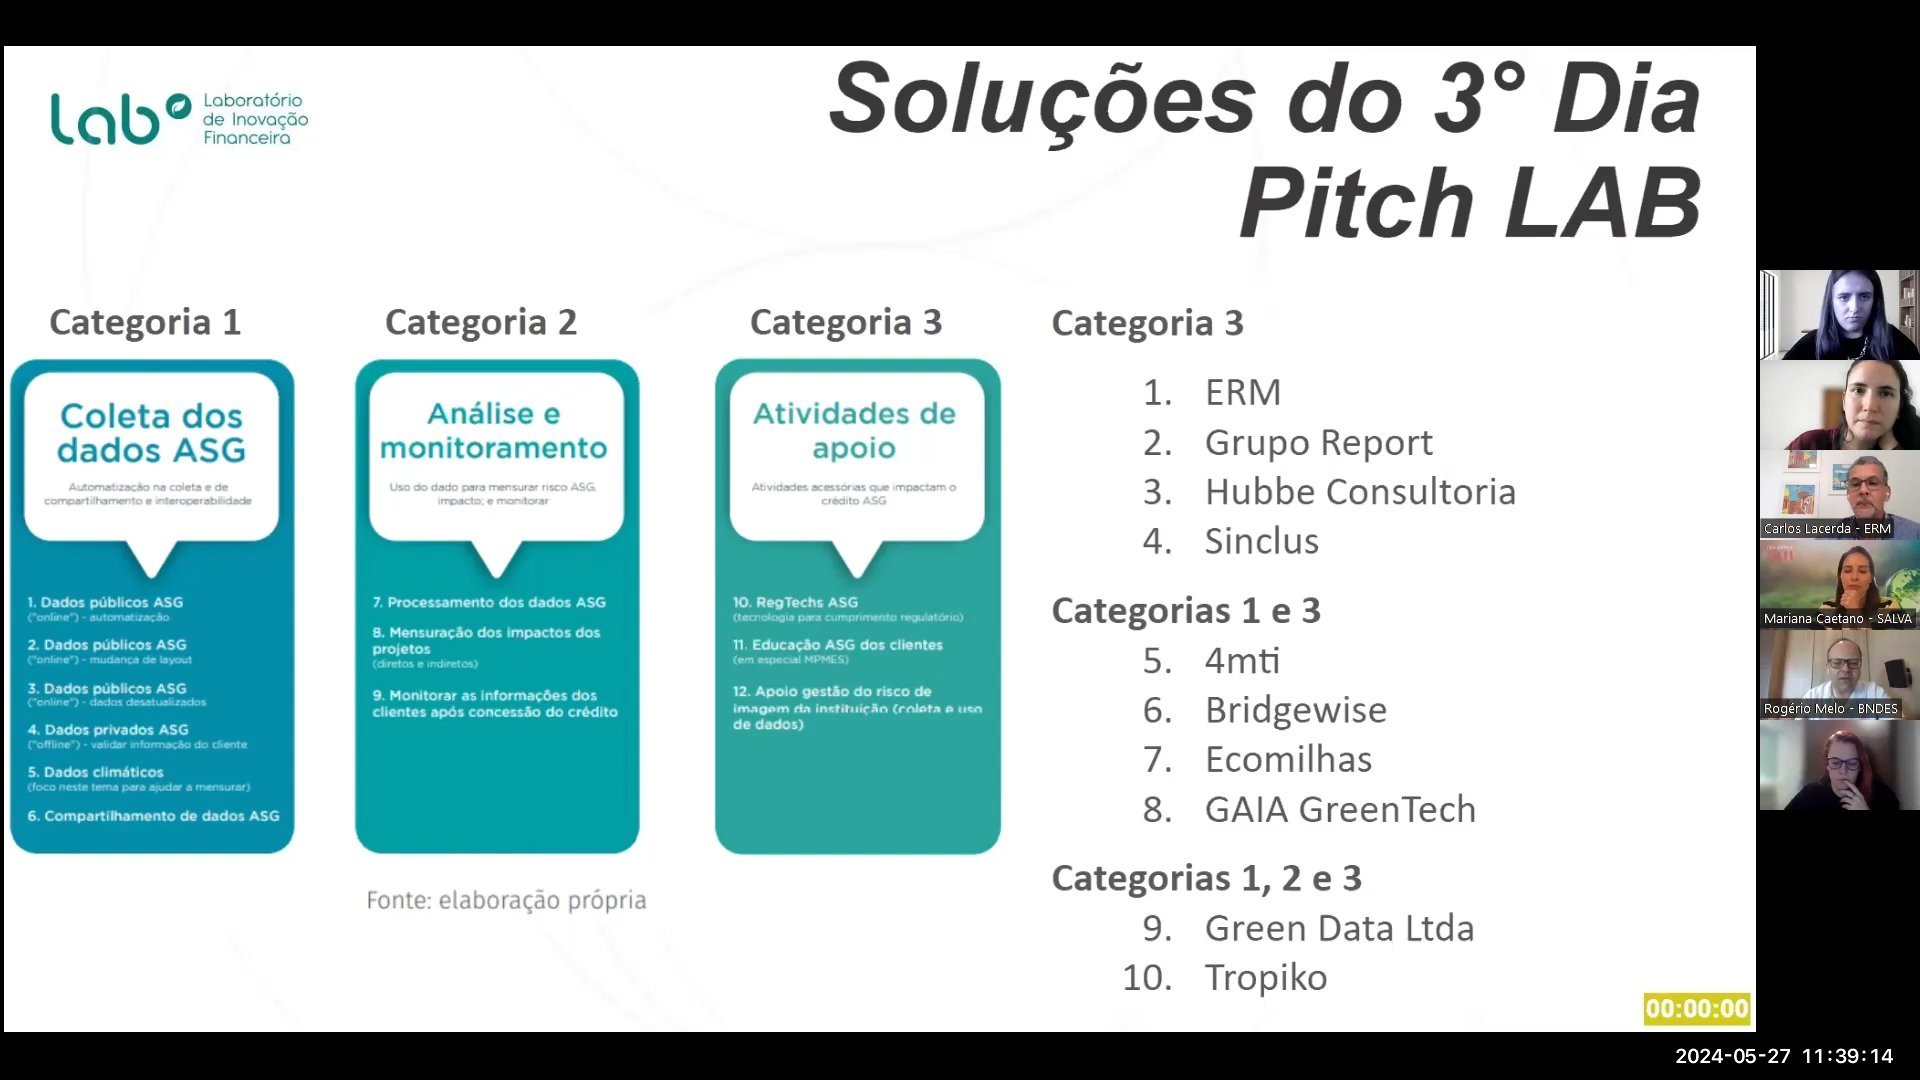 lab
Laboratório
de Inovação
Financeira
Soluções do 3° Dia
Pitch LAB
Categoria 1
Coleta dos
dados ASG
Automatização na coleta e de
compartilhamento e interoperabilidade
1. Dados públicos ASG
("online") - automatização
2. Dados públicos ASG
("online") - mudança de layout
3. Dados públicos ASG
("online") - dados desatualizados
4. Dados privados ASG
("offline") - validar informação do cliente
5. Dados climáticos
(foco neste tema para ajudar a mensurar)
6. Compartilhamento de dados ASG
Categoria 2
Análise e
monitoramento
Uso do dado para mensurar risco ASG,
impacto; e monitorar
7. Processamento dos dados ASG
8. Mensuração dos impactos dos
projetos
(diretos e indiretos)
9. Monitorar as informações dos
clientes após concessão do crédito
Categoria 3
Atividades de
apoio
Atividades acessórias que impactam o
crédito ASG
10. RegTechs ASG
(tecnologia para cumprimento regulatório)
11. Educação ASG dos clientes
(em especial MPMES)
12. Apoio gestão do risco de
imagem da instituição (coleta e uso
de dados)
Fonte: elaboração própria
Categoria 3
1. ERM
2. Grupo Report
3. Hubbe Consultoria
4. Sinclus
Categorias 1 e 3
5. 4mti
6. Bridgewise
7. Ecomilhas
8. GAIA GreenTech
Categorias 1, 2 e 3
9. Green Data Ltda
10. Tropiko
00:00:00
Carlos Lacerda - ERM
Mariana Caetano - SALVA
Rogério Melo - BNDES
2024-05-27 11:39:14